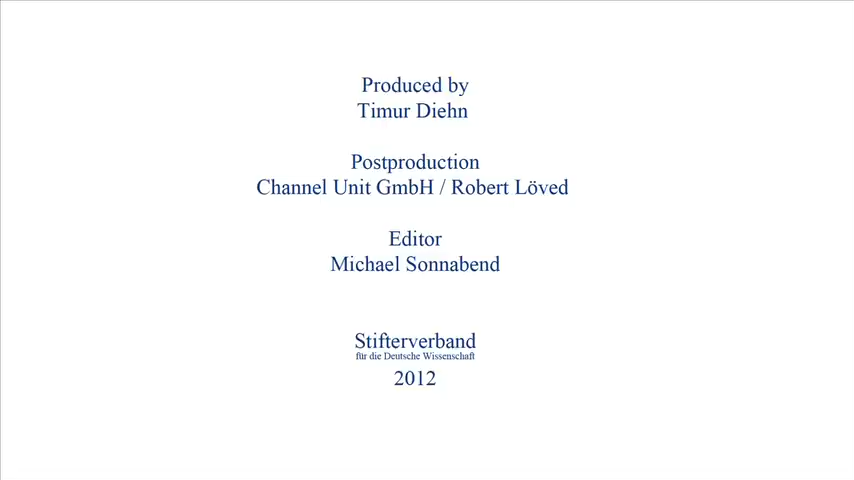 Produced by
Timur Diehn
Postproduction
Channel Unit GmbH / Robert Löved
Editor
Michael Sonnabend
Stifterverband
für die Deutsche Wissenschaft
2012